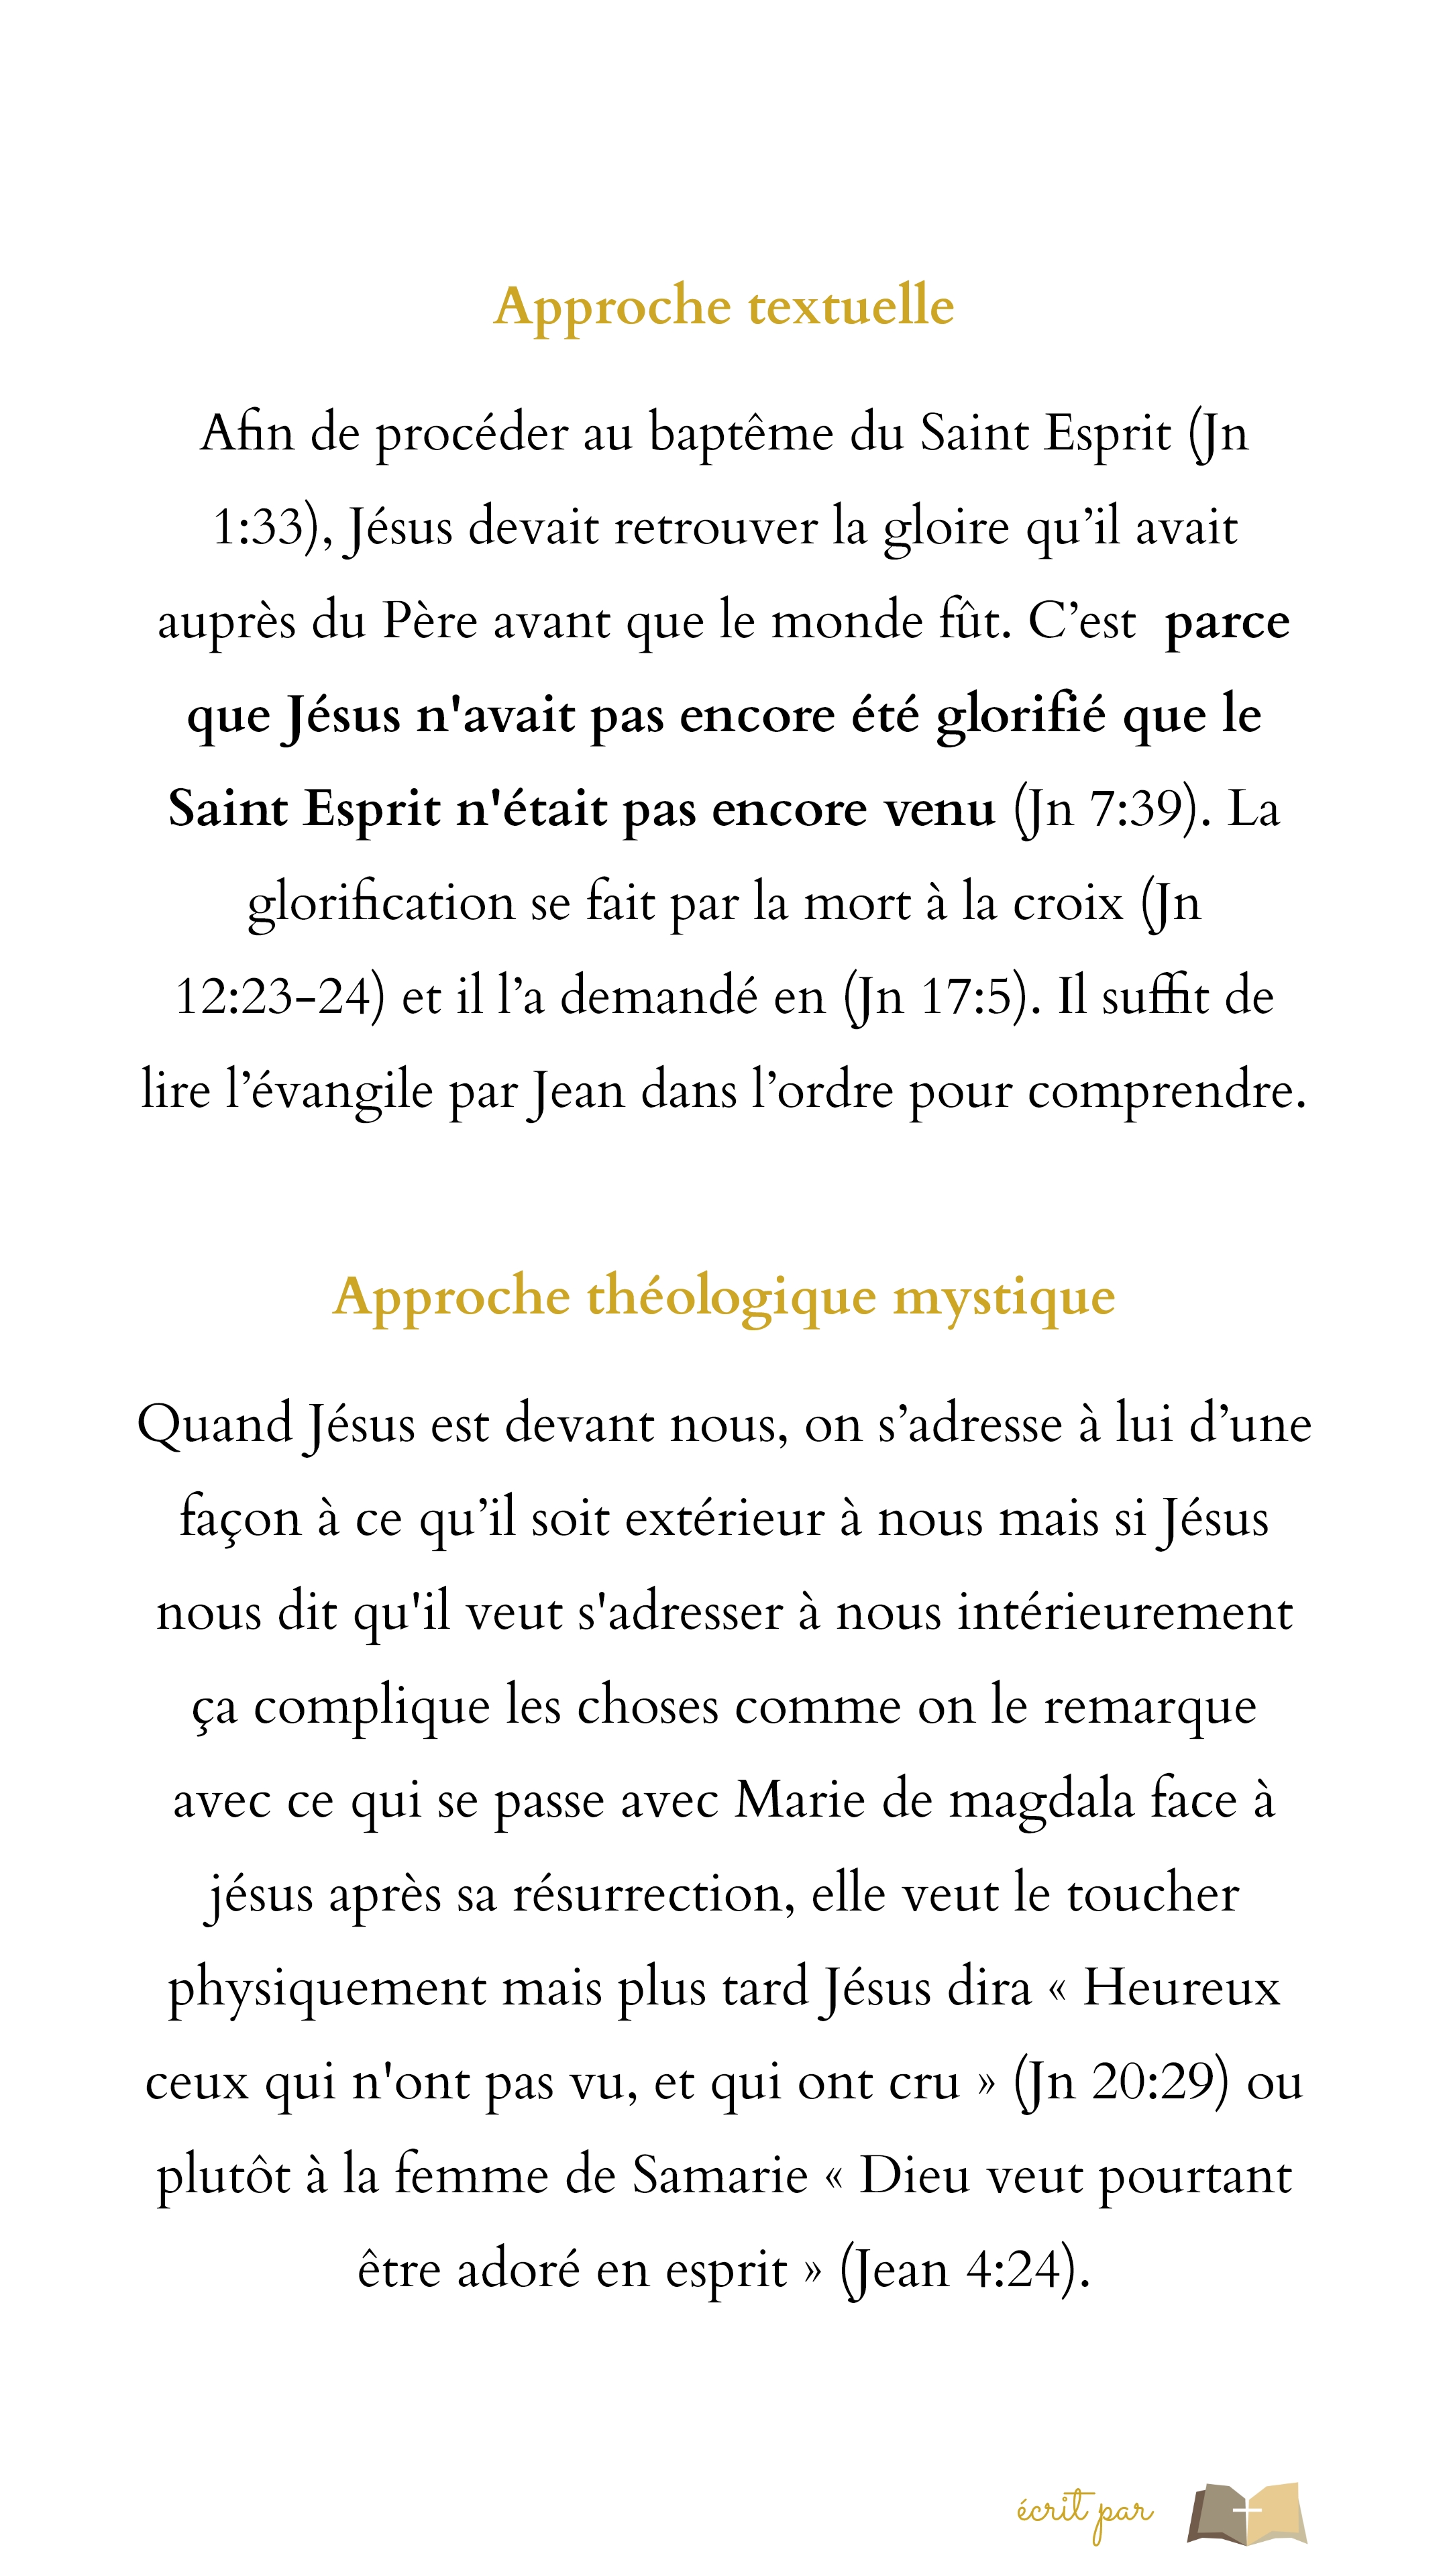 Approche textuelle
Afin de procéder au baptême du Saint Esprit (Jn
1:33), Jésus devait retrouver la gloire qu’il avait
auprès du Père avant que le monde fût. C’est  parce
que Jésus n'avait pas encore été glorifié que le
Saint Esprit n'était pas encore venu (Jn 7:39). La
glorification se fait par la mort à la croix (Jn
12:23-24) et il l’a demandé en (Jn 17:5). Il suffit de
lire l’évangile par Jean dans l’ordre pour comprendre.
Approche théologique mystique
Quand Jésus est devant nous, on s’adresse à lui d’une
façon à ce qu’il soit extérieur à nous mais si Jésus
nous dit qu'il veut s'adresser à nous intérieurement
ça complique les choses comme on le remarque
avec ce qui se passe avec Marie de magdala face à
jésus après sa résurrection, elle veut le toucher
physiquement mais plus tard Jésus dira « Heureux
ceux qui n'ont pas vu, et qui ont cru » (Jn 20:29) ou
plutôt à la femme de Samarie « Dieu veut pourtant
être adoré en esprit » (Jean 4:24).
écrit par